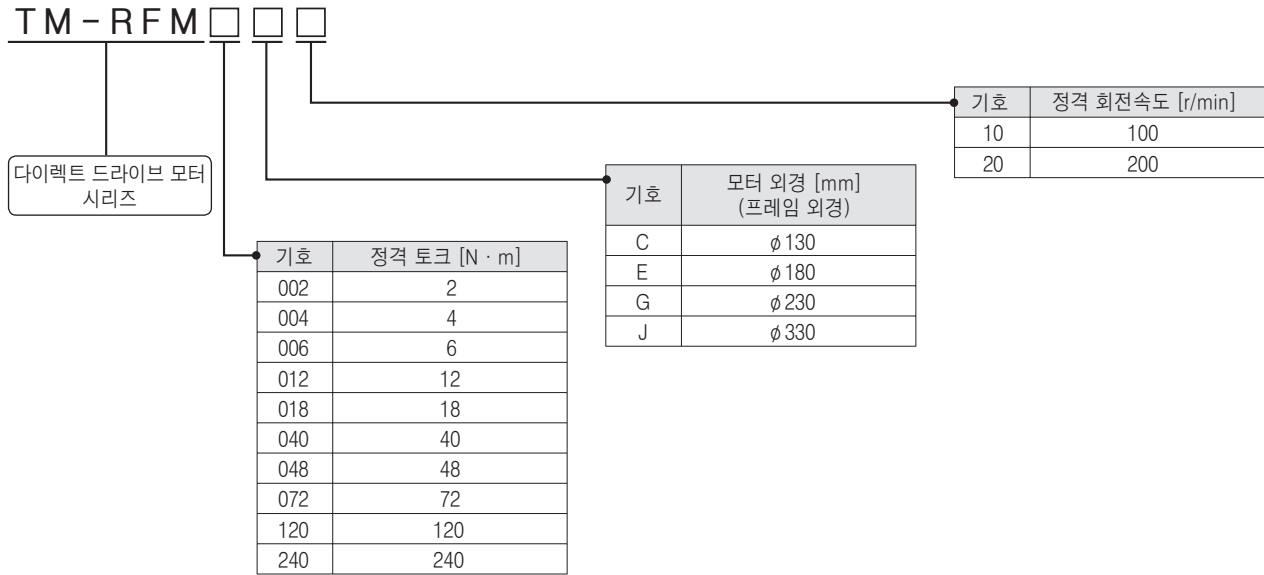 TM-RFM□□□
다이렉트 드라이브 모터
시리즈
기호 정격 회전속도 [r/min]
10 100
20 200
기호 모터 외경 [mm]
(프레임 외경)
C ϕ130
E ϕ180
G ϕ230
J ϕ330
기호 정격 토크 [N · m]
002 2
004 4
006 6
012 12
018 18
040 40
048 48
072 72
120 120
240 240